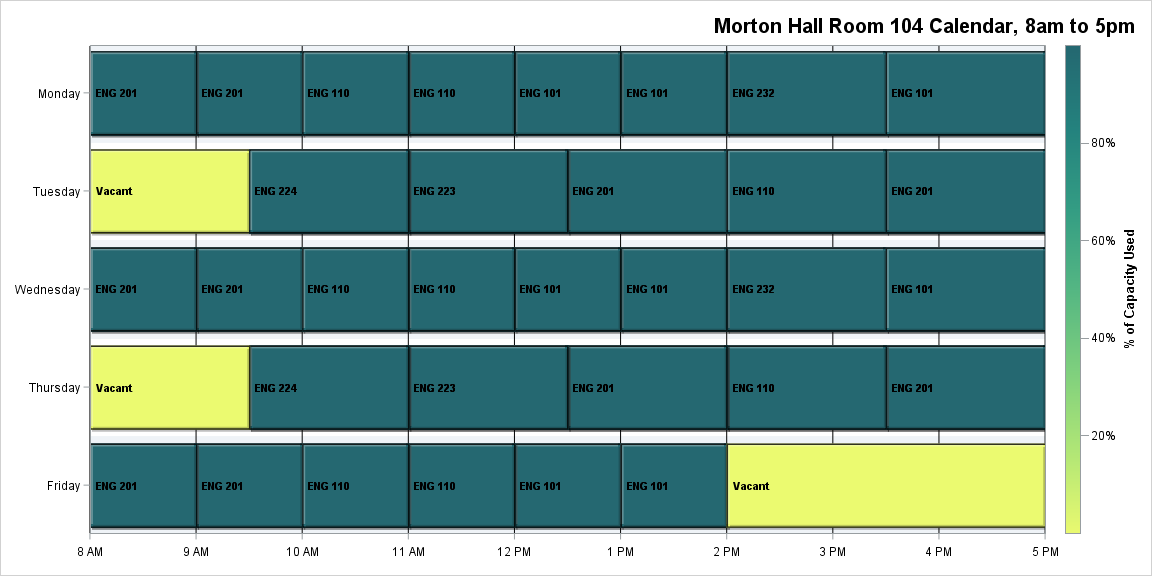 Morton Hall Room 104 Calendar, 8am to 5pm
Monday ENG 201 ENG 201 ENG 110 ENG 110 ENG 101 ENG 101 ENG 232 ENG 101
Tuesday Vacant ENG 224 ENG 223 ENG 201 ENG 110 ENG 201
Wednesday ENG 201 ENG 201 ENG 110 ENG 110 ENG 101 ENG 101 ENG 232 ENG 101
Thursday Vacant ENG 224 ENG 223 ENG 201 ENG 110 ENG 201
Friday ENG 201 ENG 201 ENG 110 ENG 110 ENG 101 ENG 101 Vacant
8 AM 9 AM 10 AM 11 AM 12 PM 1 PM 2 PM 3 PM 4 PM 5 PM
80%
60%
40%
20%
% of Capacity Used